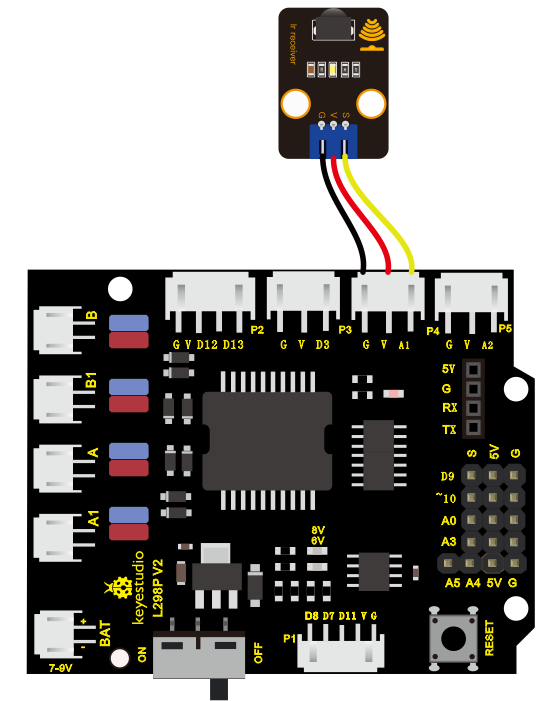 Ir receiver
G V S
P2 P3 P4 P5
G V D12 D13
G V D3
G V A1
G V A2
B
B1
A
A1
5V
G
RX
TX
S 5V G
D9
~10
A0
A3
A5 A4 5V G
8V
6V
keyestudio
L298P V2
D8 D7 D11 V G
P1
BAT
+
-
7-9V
ON
OFF
RESET